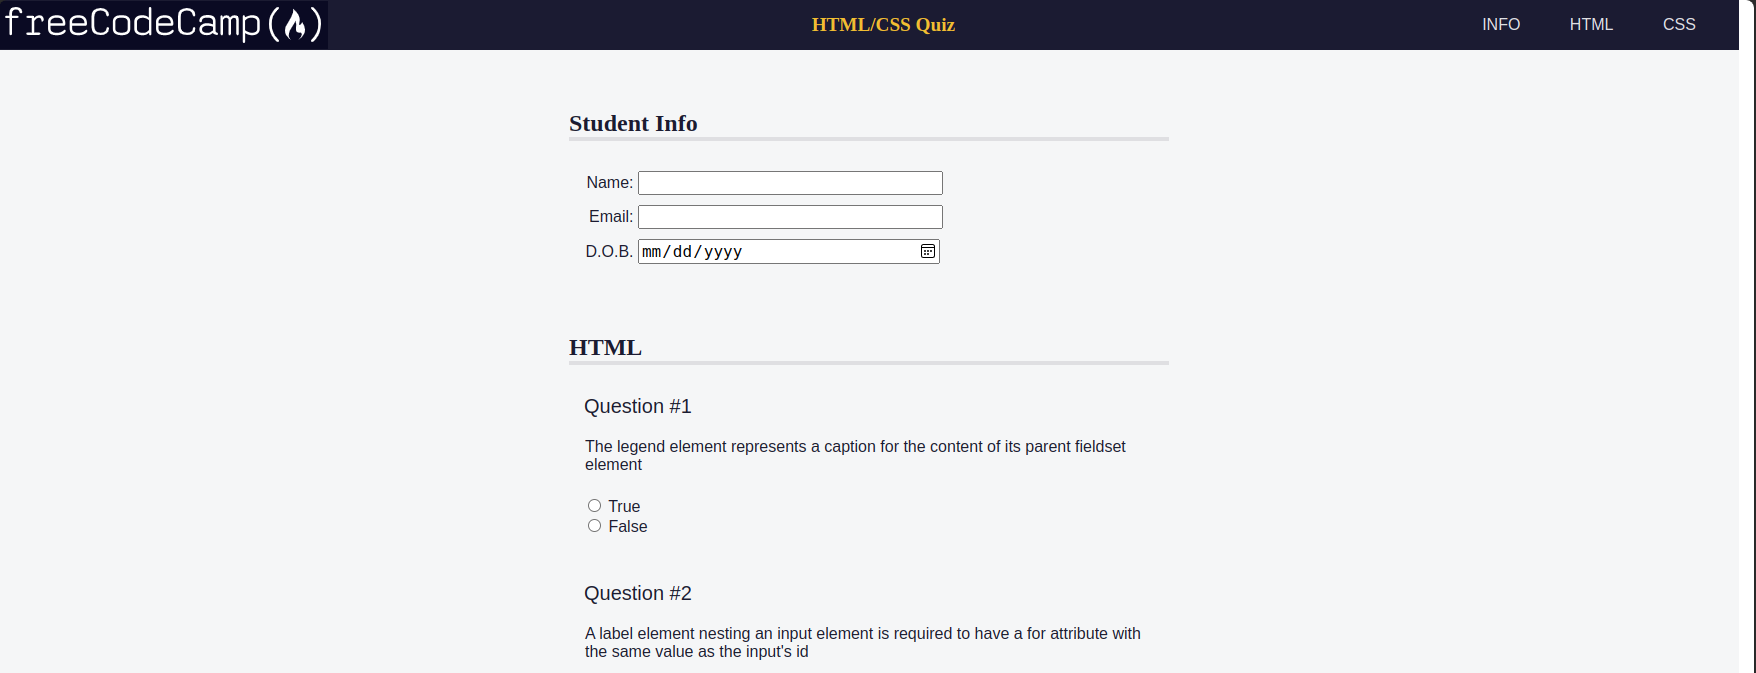 freeCodeCamp(🔥)
HTML/CSS Quiz
INFO
HTML
CSS
Student Info
Name:
Email:
D.O.B. mm/dd/yyyy
HTML
Question #1
The legend element represents a caption for the content of its parent fieldset
element
True
False
Question #2
A label element nesting an input element is required to have a for attribute with
the same value as the input's id